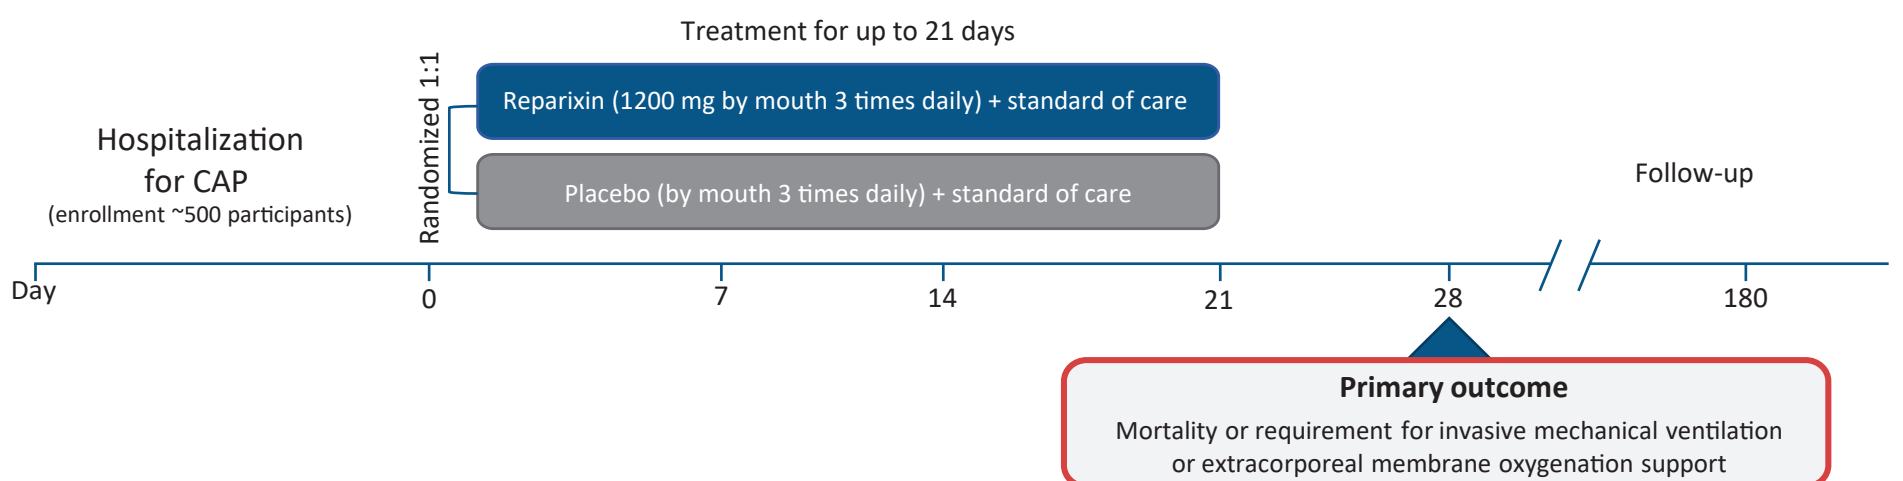 Treatment for up to 21 days
Randomized 1:1
Reparixin (1200 mg by mouth 3 times daily) + standard of care
Hospitalization
for CAP
(enrollment ~500 participants)
Placebo (by mouth 3 times daily) + standard of care
Follow-up
Day
0
7
14
21
28
180
Primary outcome
Mortality or requirement for invasive mechanical ventilation
or extracorporeal membrane oxygenation support